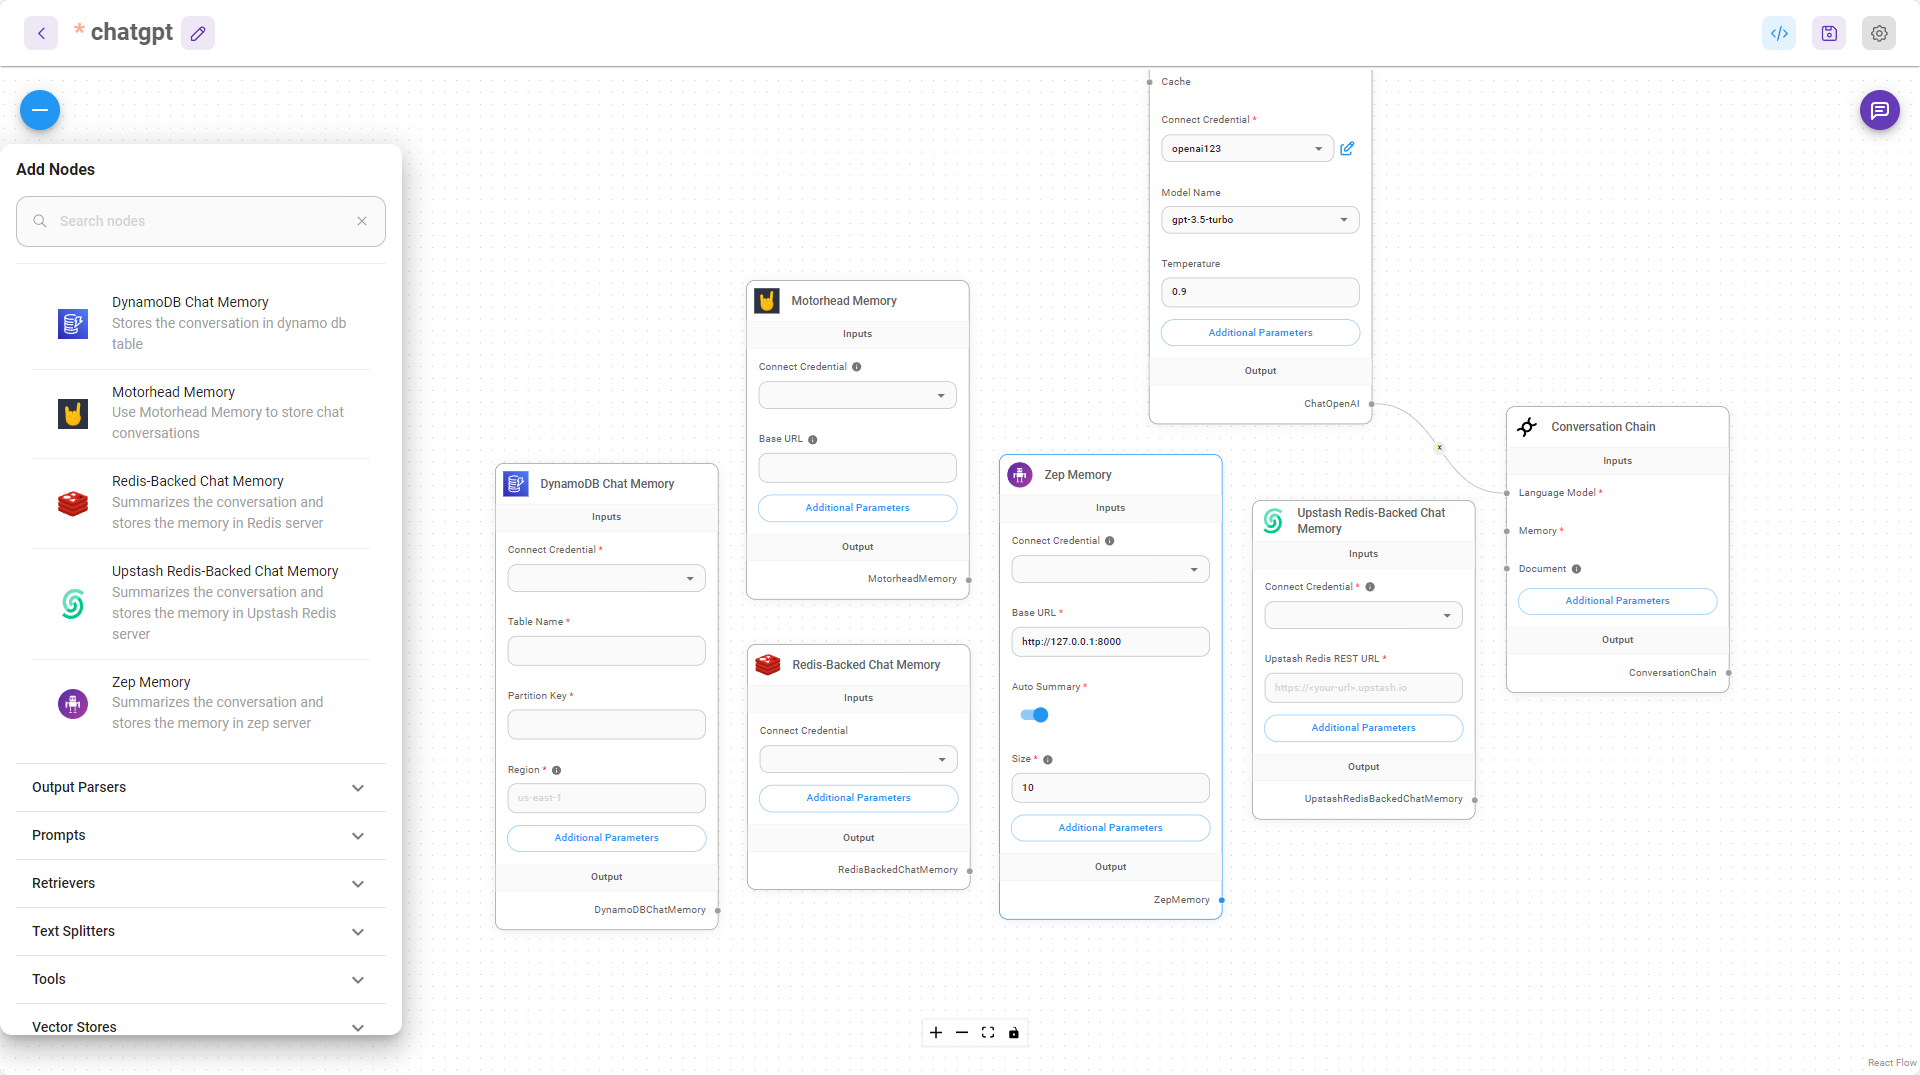 * chatgpt
Add Nodes
Search nodes
DynamoDB Chat Memory
Stores the conversation in dynamo db
table
Motorhead Memory
Use Motorhead Memory to store chat
conversations
Redis-Backed Chat Memory
Summarizes the conversation and
stores the memory in Redis server
Upstash Redis-Backed Chat Memory
Summarizes the conversation and
stores the memory in Upstash Redis
server
Zep Memory
Summarizes the conversation and
stores the memory in zep server
Output Parsers
Prompts
Retrievers
Text Splitters
Tools
Vector Stores
DynamoDB Chat Memory
Inputs
Connect Credential *
Table Name *
Partition Key *
Region *
us-east-1
Additional Parameters
Output
DynamoDBChatMemory
Motorhead Memory
Inputs
Connect Credential
Base URL
Additional Parameters
Output
MotorheadMemory
Redis-Backed Chat Memory
Inputs
Connect Credential
Additional Parameters
Output
RedisBackedChatMemory
Zep Memory
Inputs
Connect Credential
Base URL *
http://127.0.0.1:8000
Auto Summary *
Size *
10
Additional Parameters
Output
ZepMemory
Cache
Connect Credential *
openai123
Model Name
gpt-3.5-turbo
Temperature
0.9
Additional Parameters
Output
ChatOpenAI
x
Upstash Redis-Backed Chat
Memory
Inputs
Connect Credential *
Upstash Redis REST URL *
https://<your-url>.upstash.io
Additional Parameters
Output
UpstashRedisBackedChatMemory
Conversation Chain
Inputs
Language Model *
Memory *
Document
Additional Parameters
Output
ConversationChain
React Flow